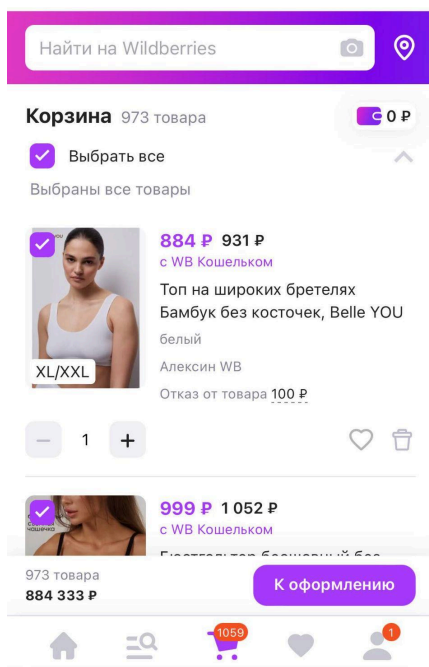 Найти на Wildberries
Корзина 973 товара
0 ₽
Выбрать все
Выбраны все товары
884 ₽ 931 ₽
с WB Кошельком
Топ на широких бретелях
Бамбук без косточек, Belle YOU
белый
Алексин WB
Отказ от товара 100 ₽
XL/XXL
1
999 ₽ 1 052 ₽
с WB Кошельком
973 товара
884 333 ₽
К оформлению
1059
1